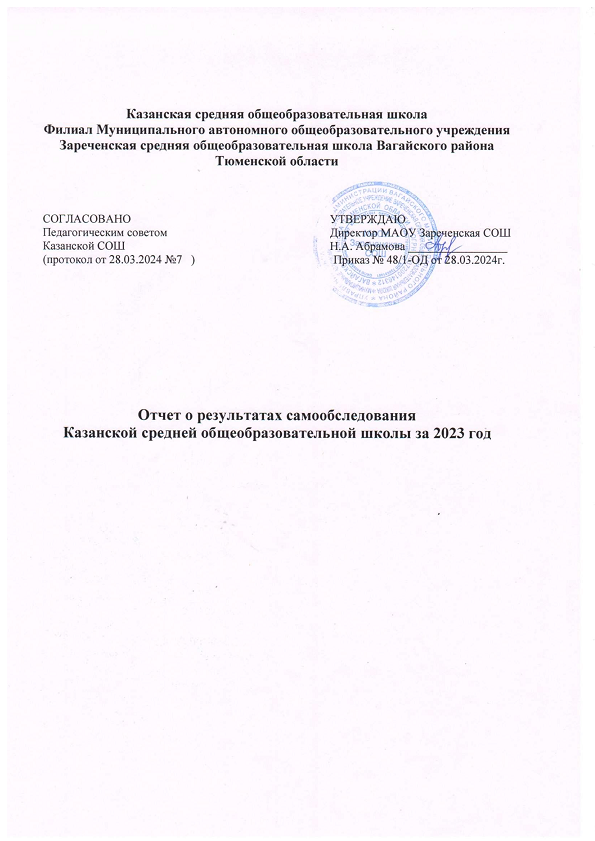 Казанская средняя общеобразовательная школа
Филиал Муниципального автономного общеобразовательного учреждения
Зареченская средняя общеобразовательная школа Вагайского района
Тюменской области
СОГЛАСОВАНО
Педагогическим советом
Казанской СОШ
(протокол от 28.03.2024 №7 )
УТВЕРЖДАЮ
Директор МАОУ Зареченская СОШ
Н.А. Абрамова
Приказ № 48/1-ОД от 28.03.2024г.
Отчет о результатах самообследования
Казанской средней общеобразовательной школы за 2023 год